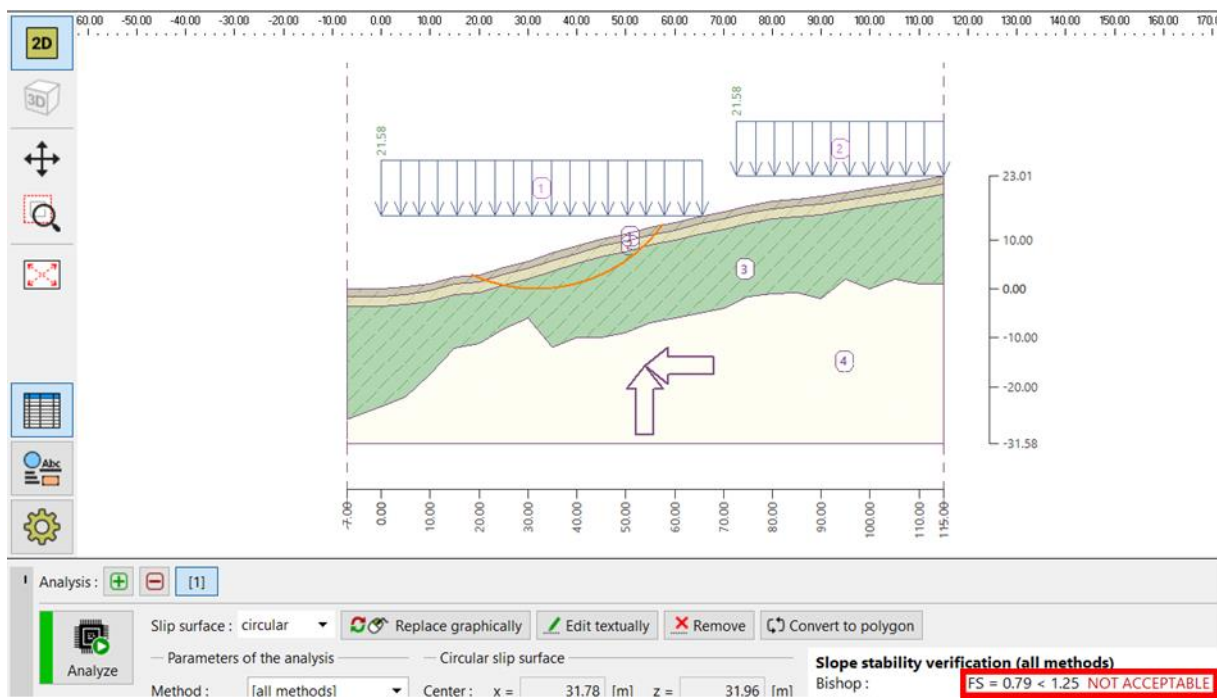 60.00 -50.00 -40.00 -30.00 -20.00 -10.00 0.00 10.00 20.00 30.00 40.00 50.00 60.00 70.00 80.00 90.00 100.00 110.00 120.00 130.00 140.00 150.00 160.00 170.0
2D
3D
21.58
21.58
2
1
23.01
10.00
3
0.00
-10.00
4
-20.00
-31.58
Abc
-7.00 0.00 10.00 20.00 30.00 40.00 50.00 60.00 70.00 80.00 90.00 100.00 110.00 115.00
Analysis : [1]
Slip surface : circular Replace graphically Edit textually Remove Convert to polygon
Analyze
Parameters of the analysis Circular slip surface
Slope stability verification (all methods)
Method : [all methods] Center : x = 31.78 [m] z = 31.96 [m]
Bishop : FS = 0.79 < 1.25 NOT ACCEPTABLE